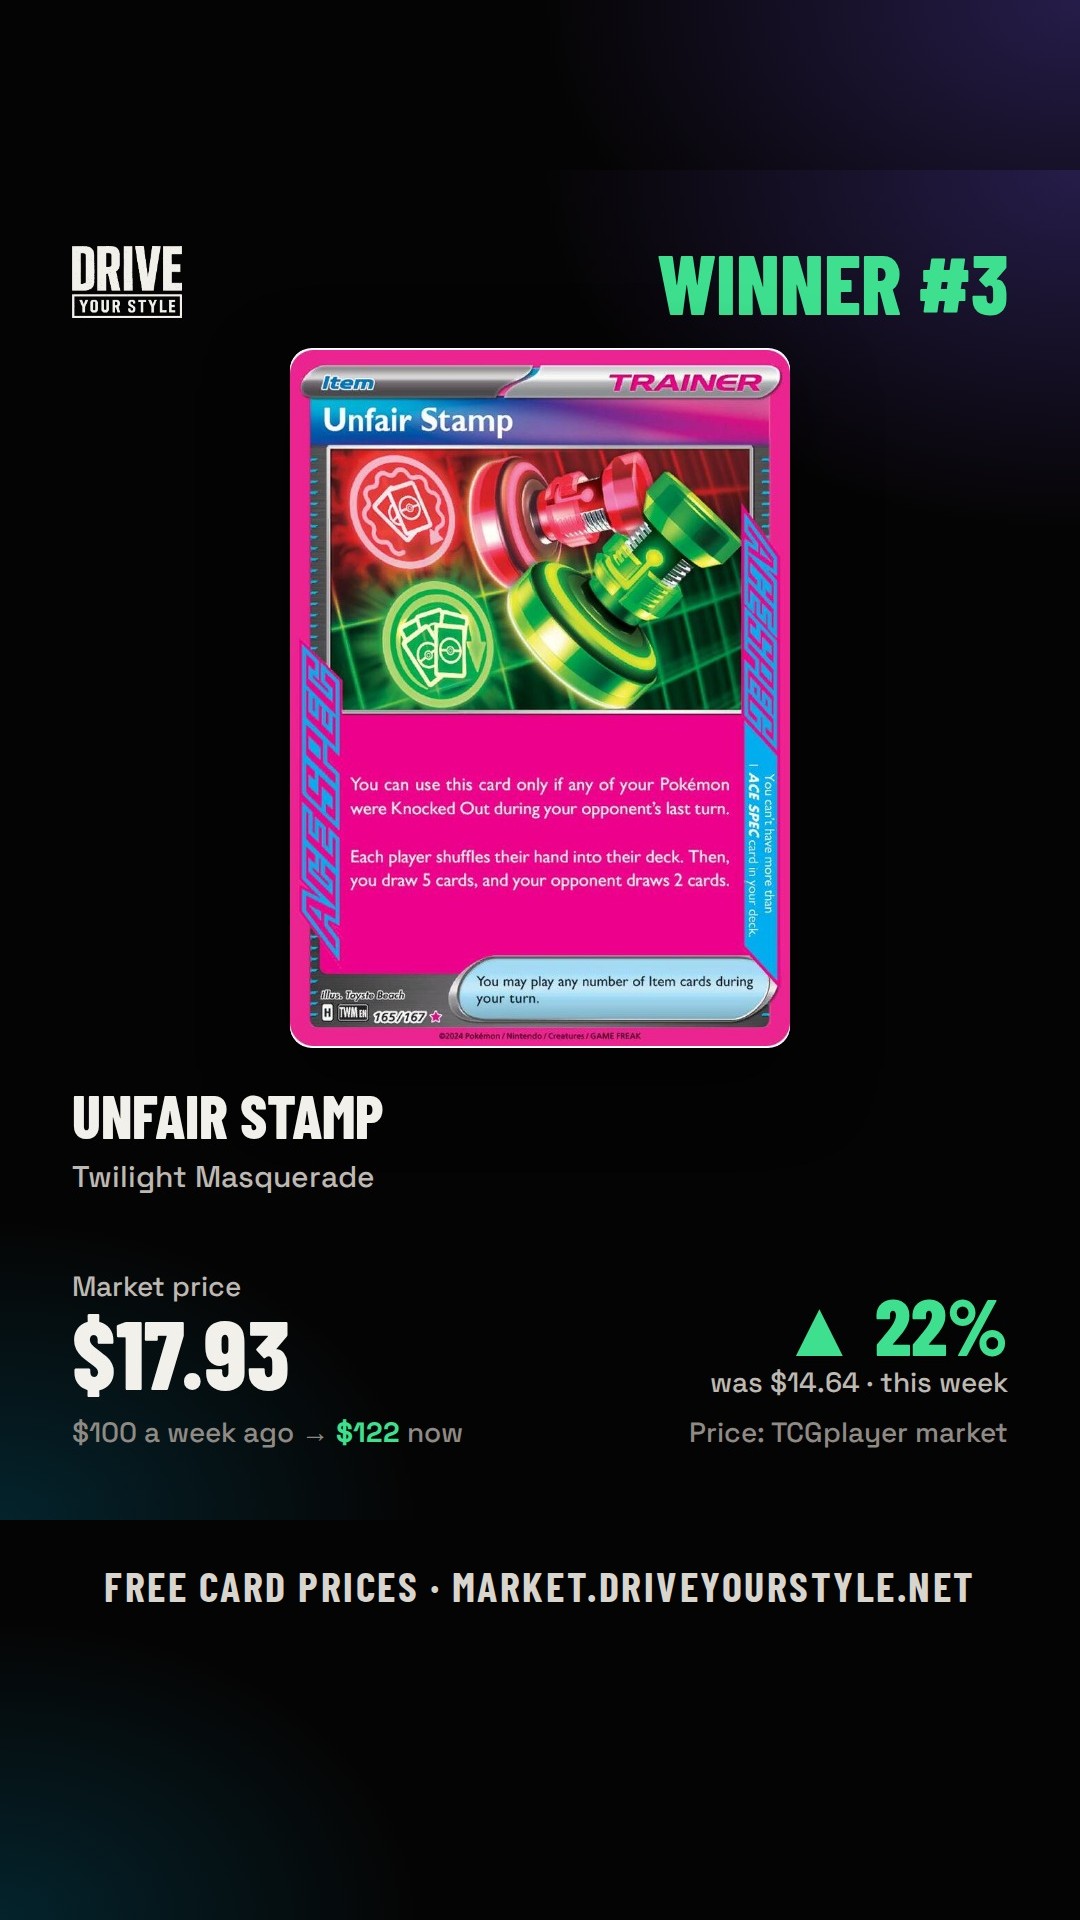 DRIVE
YOUR STYLE
WINNER #3
Item
TRAINER
Unfair Stamp
ACE SPEC
ACE SPEC
You can use this card only if any of your Pokémon
were Knocked Out during your opponent's last turn.
Each player shuffles their hand into their deck. Then,
you draw 5 cards, and your opponent draws 2 cards.
You can't have more than
1 ACE SPEC card in your deck.
You may play any number of Item cards during
your turn.
Illus. Toyste Beach
H TWM EN 165/167
©2024 Pokémon / Nintendo / Creatures / GAME FREAK
UNFAIR STAMP
Twilight Masquerade
Market price
$17.93
▲ 22%
was $14.64 · this week
$100 a week ago → $122 now
Price: TCGplayer market
FREE CARD PRICES · MARKET.DRIVEYOURSTYLE.NET